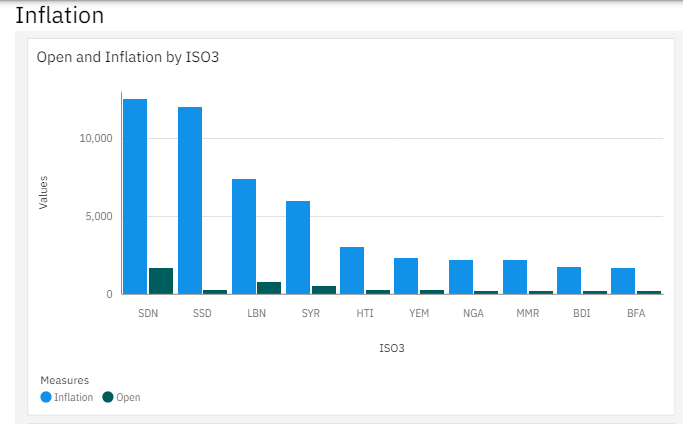 Inflation
Open and Inflation by ISO3
10,000
5,000
0
Values
SDN SSD LBN SYR HTI YEM NGA MMR BDI BFA
ISO3
Measures
Inflation Open